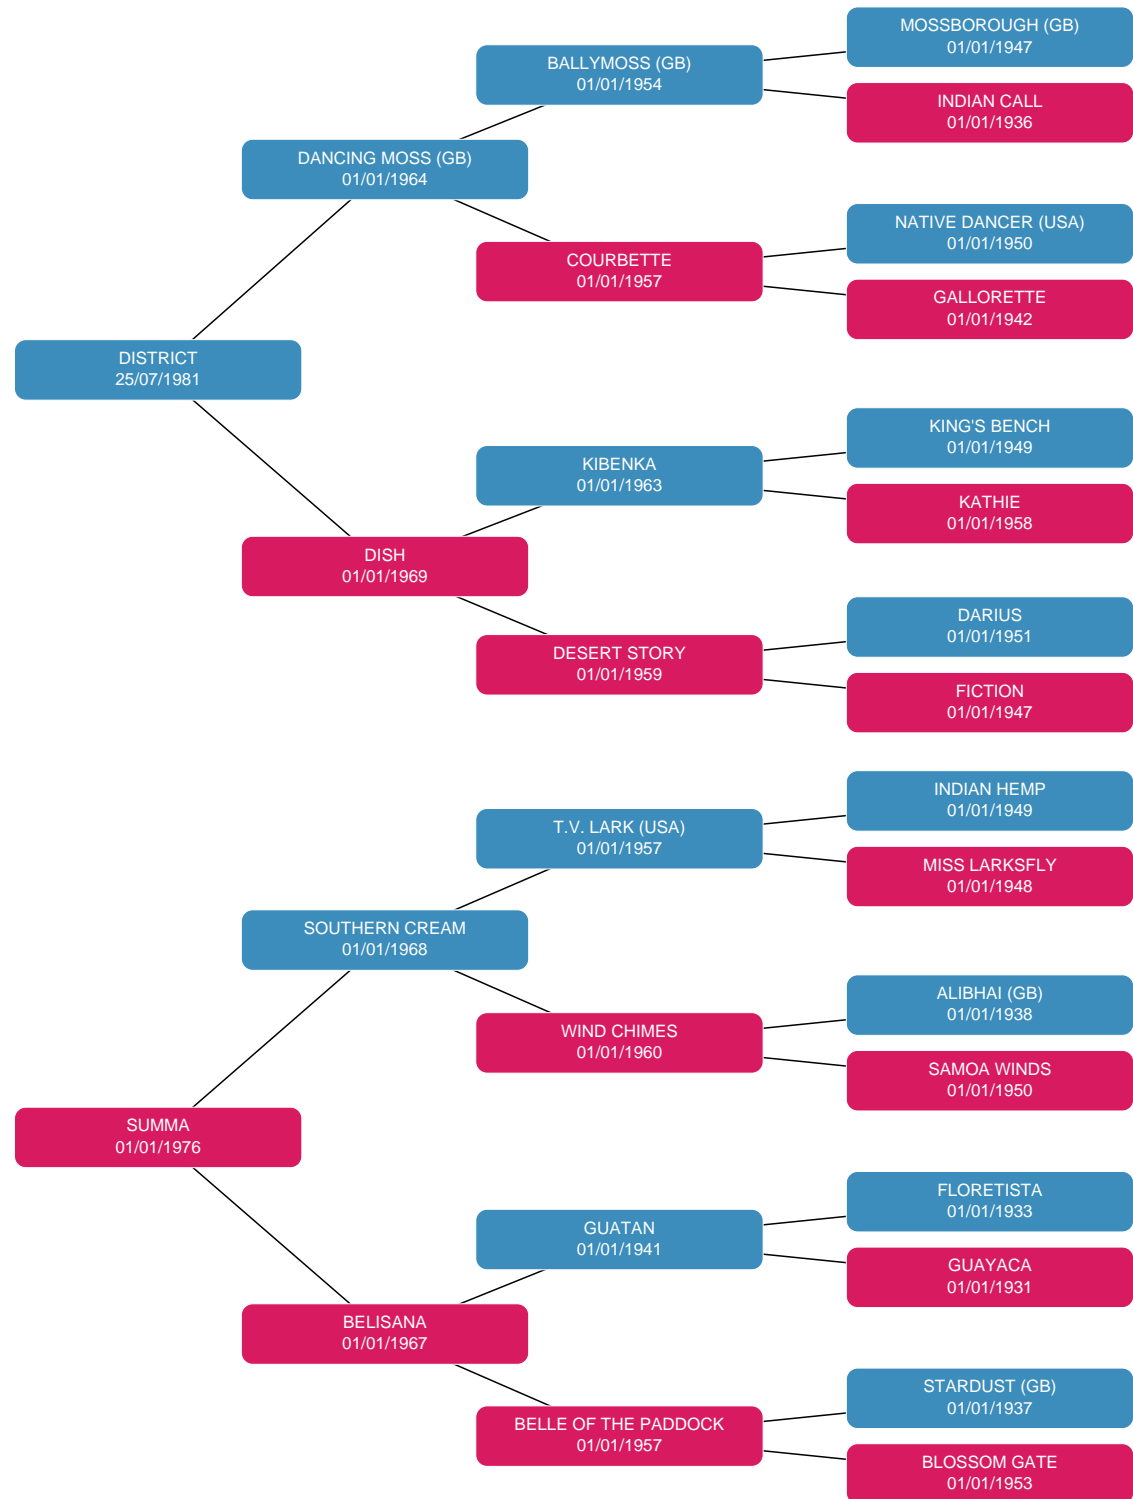 MOSSBOROUGH (GB)
01/01/1947
BALLYMOSS (GB)
01/01/1954
INDIAN CALL
01/01/1936
DANCING MOSS (GB)
01/01/1964
NATIVE DANCER (USA)
01/01/1950
COURBETTE
01/01/1957
GALLORETTE
01/01/1942
DISTRICT
25/07/1981
KING'S BENCH
01/01/1949
KIBENKA
01/01/1963
KATHIE
01/01/1958
DISH
01/01/1969
DARIUS
01/01/1951
DESERT STORY
01/01/1959
FICTION
01/01/1947
INDIAN HEMP
01/01/1949
T.V. LARK (USA)
01/01/1957
MISS LARKSFLY
01/01/1948
SOUTHERN CREAM
01/01/1968
ALIBHAI (GB)
01/01/1938
WIND CHIMES
01/01/1960
SAMOA WINDS
01/01/1950
SUMMA
01/01/1976
FLORETISTA
01/01/1933
GUATAN
01/01/1941
GUAYACA
01/01/1931
BELISANA
01/01/1967
STARDUST (GB)
01/01/1937
BELLE OF THE PADDOCK
01/01/1957
BLOSSOM GATE
01/01/1953